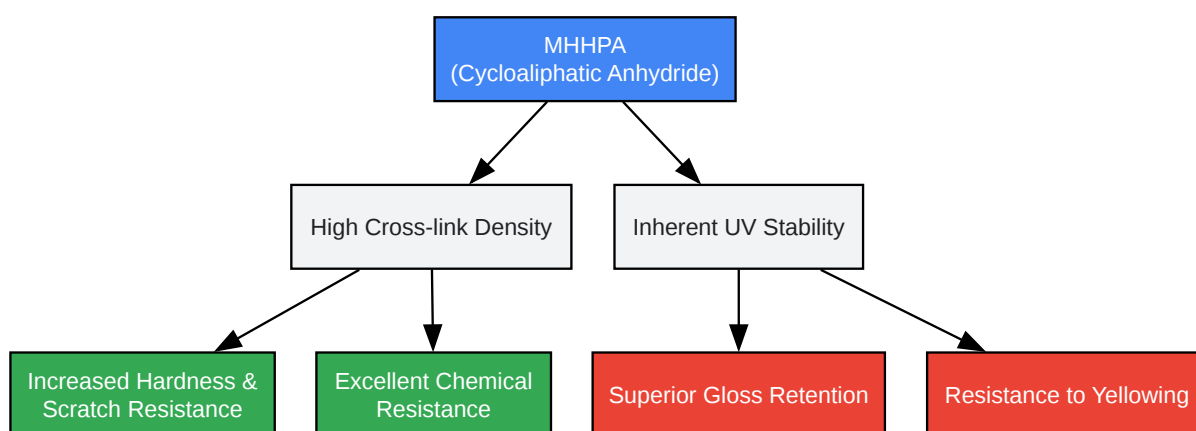 MHHPA
(Cycloaliphatic Anhydride)
High Cross-link Density
Inherent UV Stability
Increased Hardness &
Scratch Resistance
Excellent Chemical
Resistance
Superior Gloss Retention
Resistance to Yellowing